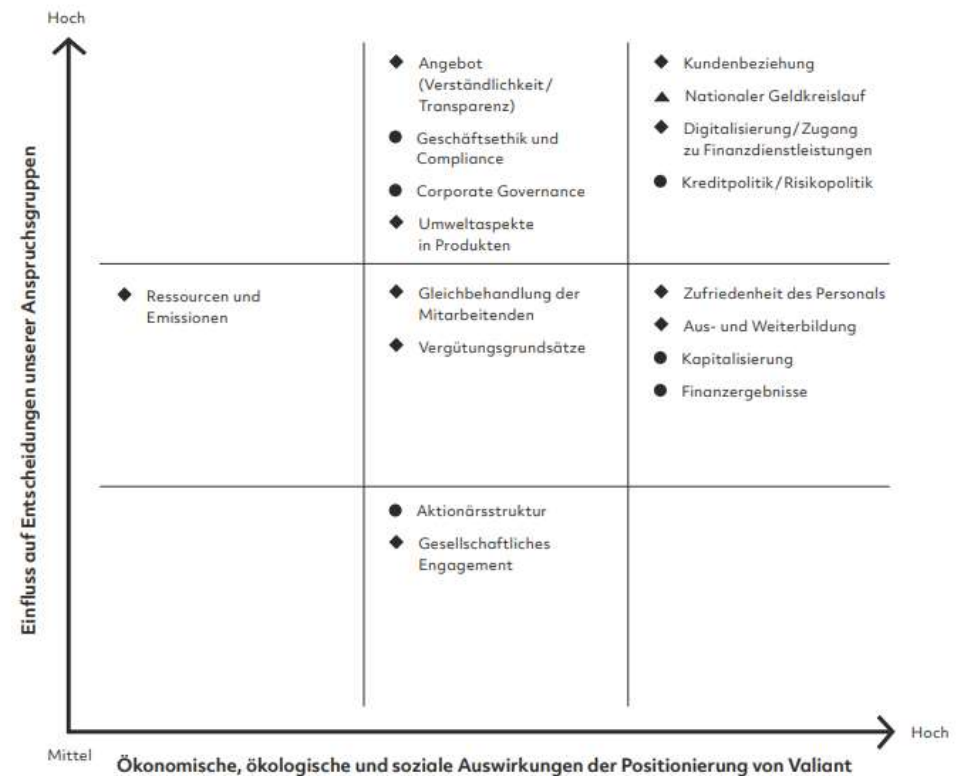 Hoch
Einfluss auf Entscheidungen unserer Anspruchsgruppen
Angebot
(Verständlichkeit/
Transparenz)
Geschäftsethik und
Compliance
Corporate Governance
Umweltaspekte
in Produkten
Kundenbeziehung
Nationaler Geldkreislauf
Digitalisierung/Zugang
zu Finanzdienstleistungen
Kreditpolitik/Risikopolitik
Ressourcen und
Emissionen
Gleichbehandlung der
Mitarbeitenden
Vergütungsgrundsätze
Zufriedenheit des Personals
Aus- und Weiterbildung
Kapitalisierung
Finanzergebnisse
Aktionärsstruktur
Gesellschaftliches
Engagement
Hoch
Mittel
Ökonomische, ökologische und soziale Auswirkungen der Positionierung von Valiant